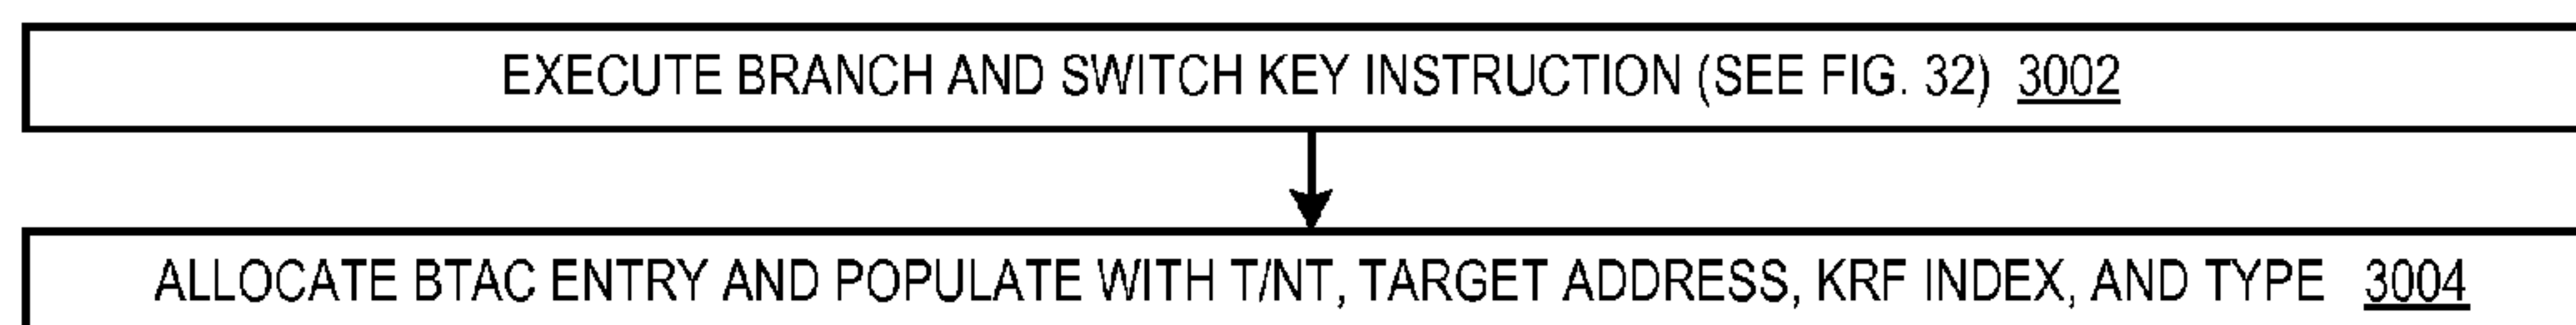 EXECUTE BRANCH AND SWITCH KEY INSTRUCTION (SEE FIG. 32) 3002
ALLOCATE BTAC ENTRY AND POPULATE WITH T/NT, TARGET ADDRESS, KRF INDEX, AND TYPE 3004